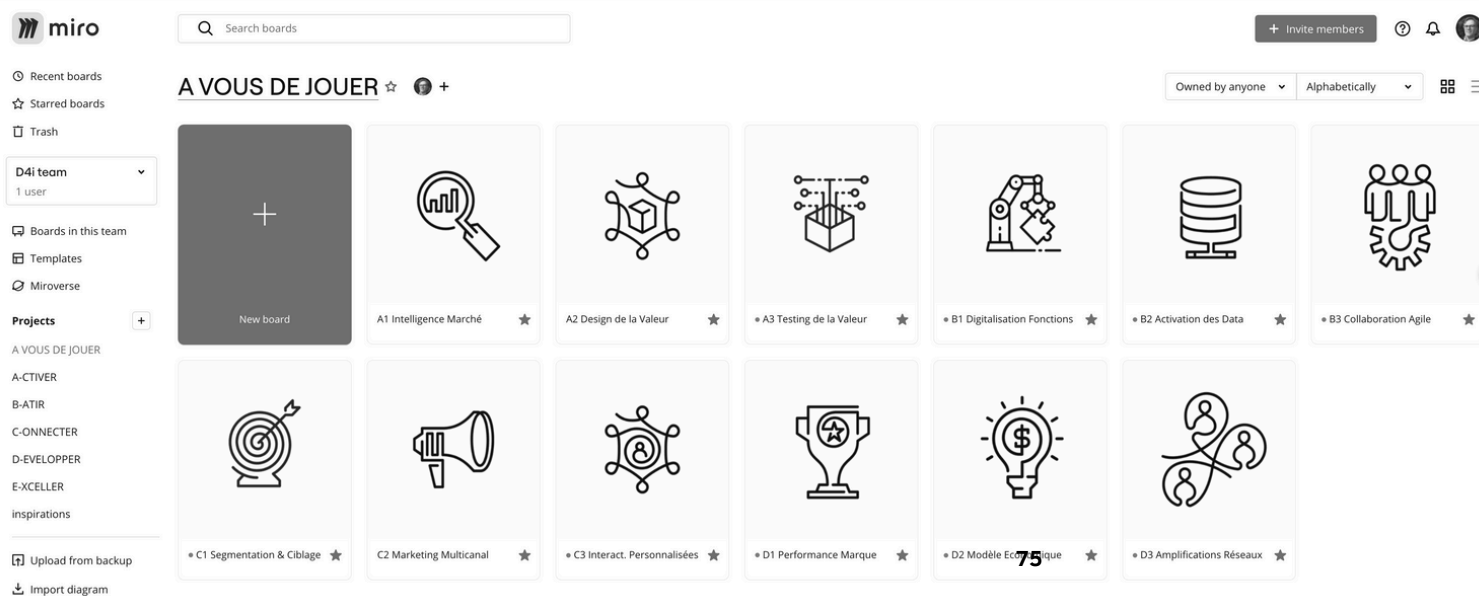 miro
Search boards
+ Invite members
Recent boards
Starred boards
Trash
D4i team
1 user
Boards in this team
Templates
Miroverse
Projects
+
A VOUS DE JOUER
A-CTIVER
B-ATIR
C-ONNECTER
D-EVELOPPER
E-XCELLER
inspirations
Upload from backup
Import diagram
A VOUS DE JOUER
+
Owned by anyone
Alphabetically
New board
A1 Intelligence Marché
A2 Design de la Valeur
• A3 Testing de la Valeur
• B1 Digitalisation Fonctions
• B2 Activation des Data
• B3 Collaboration Agile
• C1 Segmentation & Ciblage
C2 Marketing Multicanal
• C3 Interact. Personnalisées
• D1 Performance Marque
• D2 Modèle Economique
75
• D3 Amplifications Réseaux